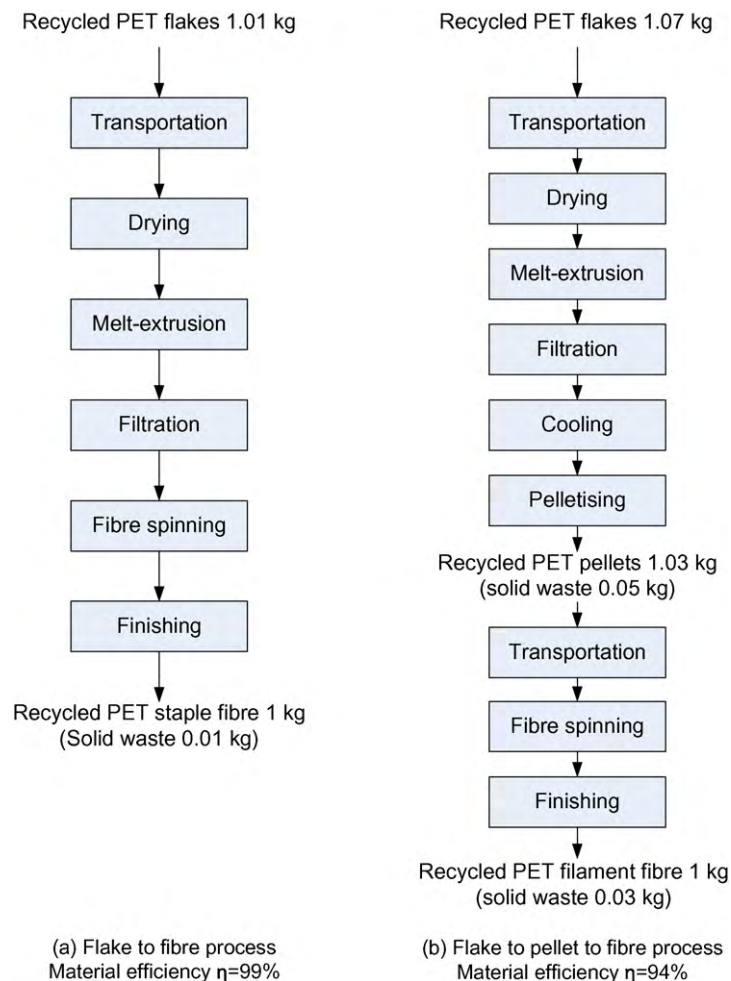 Recycled PET flakes 1.01 kg
Transportation
Drying
Melt-extrusion
Filtration
Fibre spinning
Finishing
Recycled PET staple fibre 1 kg
(Solid waste 0.01 kg)
(a) Flake to fibre process
Material efficiency η=99%
Recycled PET flakes 1.07 kg
Transportation
Drying
Melt-extrusion
Filtration
Cooling
Pelletising
Recycled PET pellets 1.03 kg
(solid waste 0.05 kg)
Transportation
Fibre spinning
Finishing
Recycled PET filament fibre 1 kg
(solid waste 0.03 kg)
(b) Flake to pellet to fibre process
Material efficiency η=94%